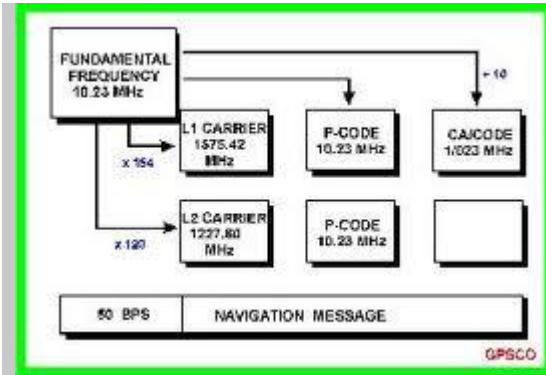 FUNDAMENTAL
FREQUENCY
10.23 MHz
÷ 10
L1 CARRIER
1575.42
MHz
P-CODE
10.23 MHz
CA/CODE
1/023 MHz
x 154
L2 CARRIER
1227.60
MHz
P-CODE
10.23 MHz
x 120
50 BPS
NAVIGATION MESSAGE
GPSCO